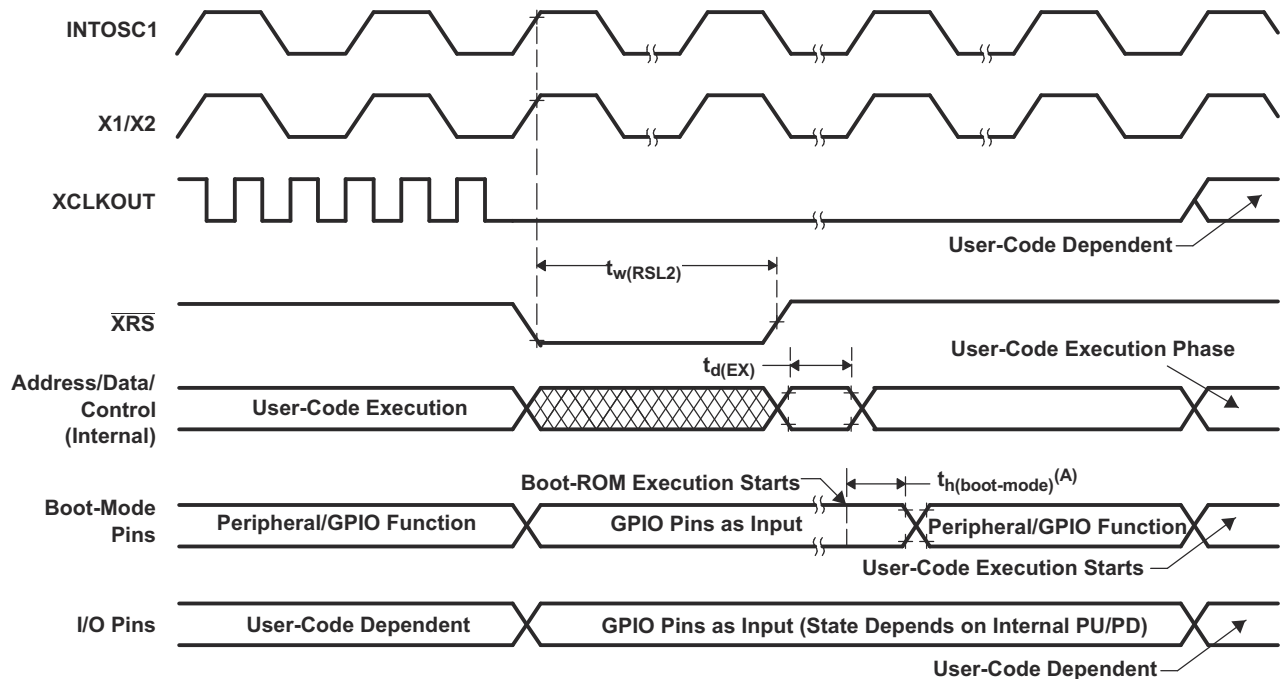 INTOSC1
X1/X2
XCLKOUT
User-Code Dependent
tw(RSL2)
XRS
User-Code Execution Phase
td(EX)
Address/Data/
Control
(Internal)
User-Code Execution
Boot-ROM Execution Starts
th(boot-mode)(A)
Boot-Mode
Pins
Peripheral/GPIO Function
GPIO Pins as Input
Peripheral/GPIO Function
User-Code Execution Starts
I/O Pins
User-Code Dependent
GPIO Pins as Input (State Depends on Internal PU/PD)
User-Code Dependent